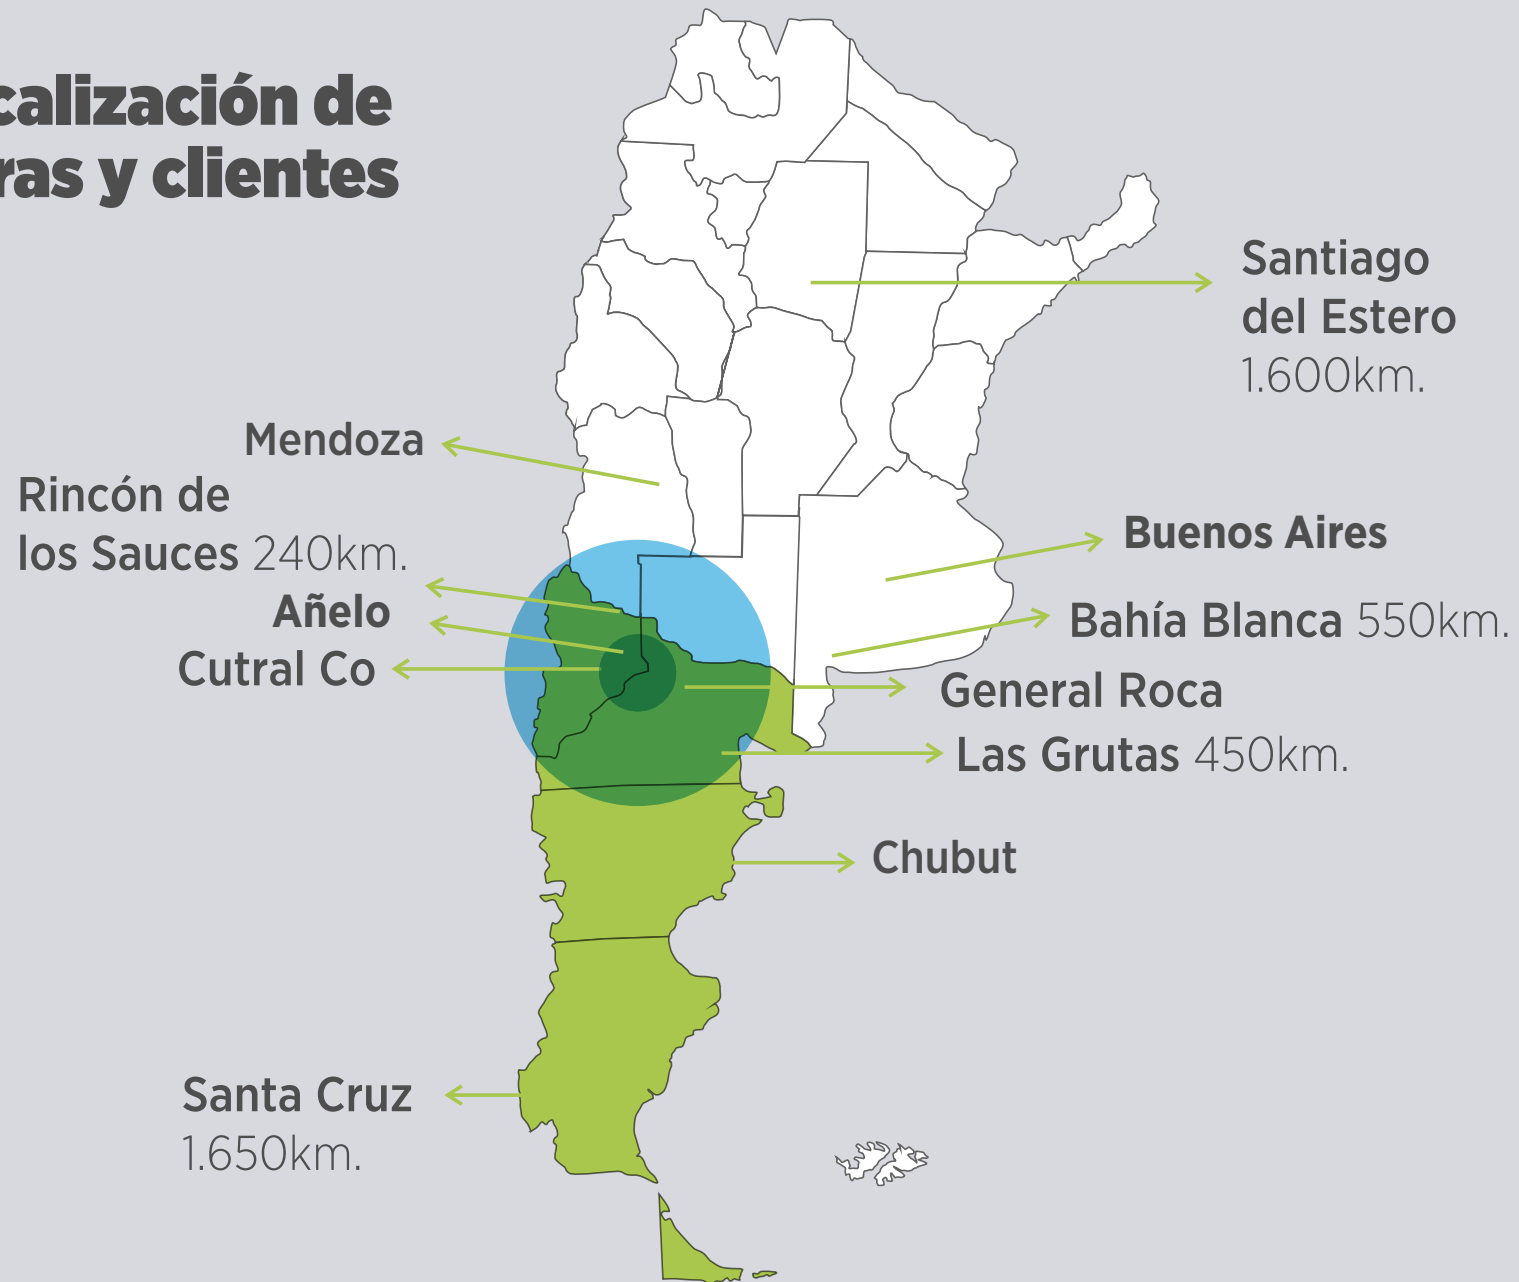 calización de
ras y clientes
Santiago
del Estero
1.600km.
Mendoza
Rincón de
los Sauces 240km.
Añelo
Cutral Co
Buenos Aires
Bahía Blanca 550km.
General Roca
Las Grutas 450km.
Chubut
Santa Cruz
1.650km.